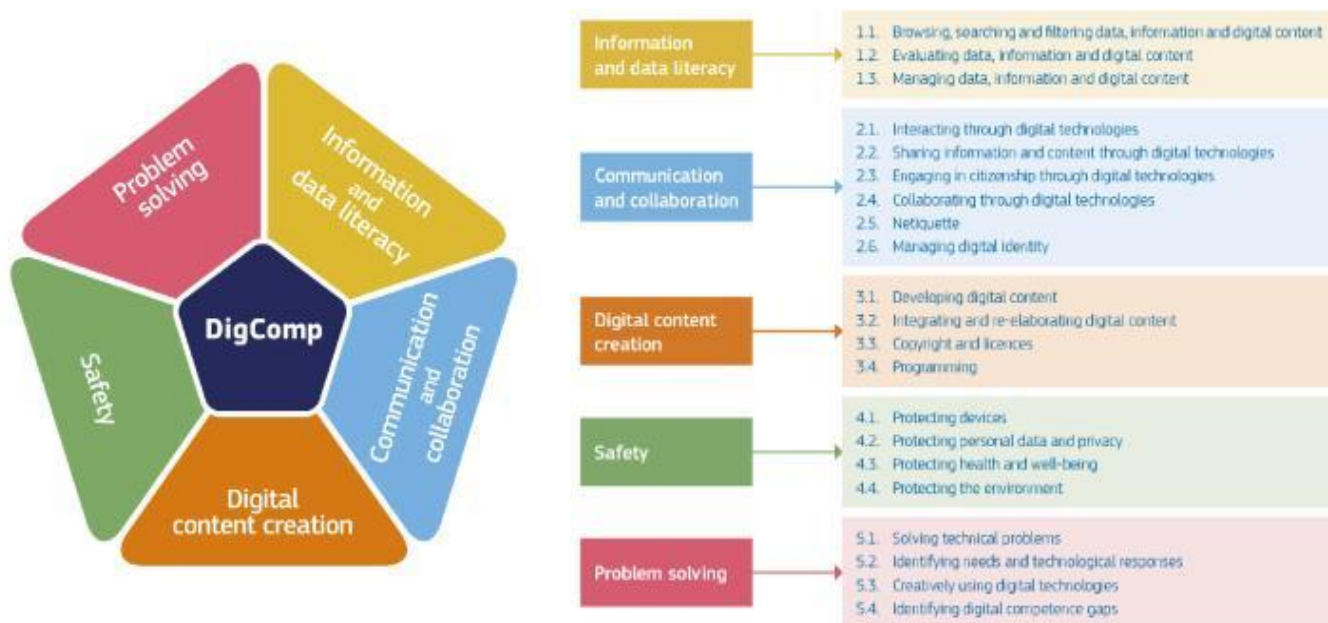 Problem
solving
Information
and
data literacy
DigComp
Safety
Communication
and
collaboration
Digital
content creation
Information
and data literacy
1.1. Browsing, searching and filtering data, information and digital content
1.2. Evaluating data, information and digital content
1.3. Managing data, information and digital content
Communication
and collaboration
2.1. Interacting through digital technologies
2.2. Sharing information and content through digital technologies
2.3. Engaging in citizenship through digital technologies
2.4. Collaborating through digital technologies
2.5. Netiquette
2.6. Managing digital identity
Digital content
creation
3.1. Developing digital content
3.2. Integrating and re-elaborating digital content
3.3. Copyright and licences
3.4. Programming
Safety
4.1. Protecting devices
4.2. Protecting personal data and privacy
4.3. Protecting health and well-being
4.4. Protecting the environment
Problem solving
5.1. Solving technical problems
5.2. Identifying needs and technological responses
5.3. Creatively using digital technologies
5.4. Identifying digital competence gaps